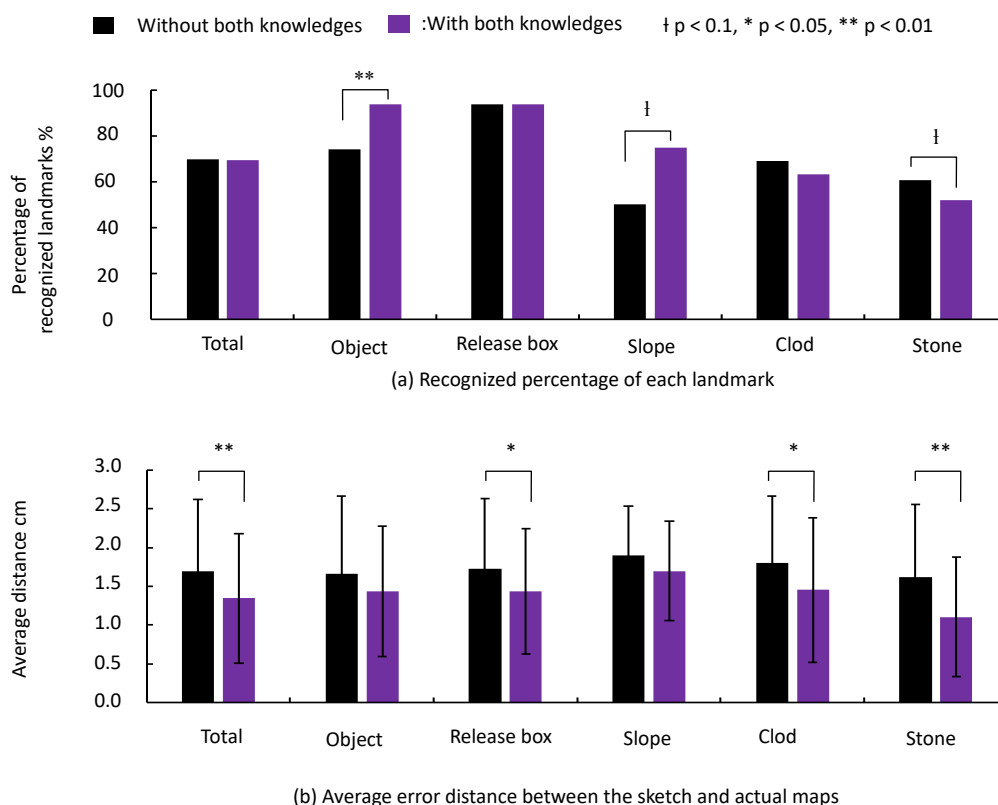 Without both knowledges :With both knowledges ƚ p < 0.1, * p < 0.05, ** p < 0.01
Percentage of
recognized landmarks %
100
80
60
40
20
0
**
ƚ
ƚ
Total Object Release box Slope Clod Stone
(a) Recognized percentage of each landmark
Average distance cm
3.0
2.5
2.0
1.5
1.0
0.5
0.0
**
*
*
**
Total Object Release box Slope Clod Stone
(b) Average error distance between the sketch and actual maps